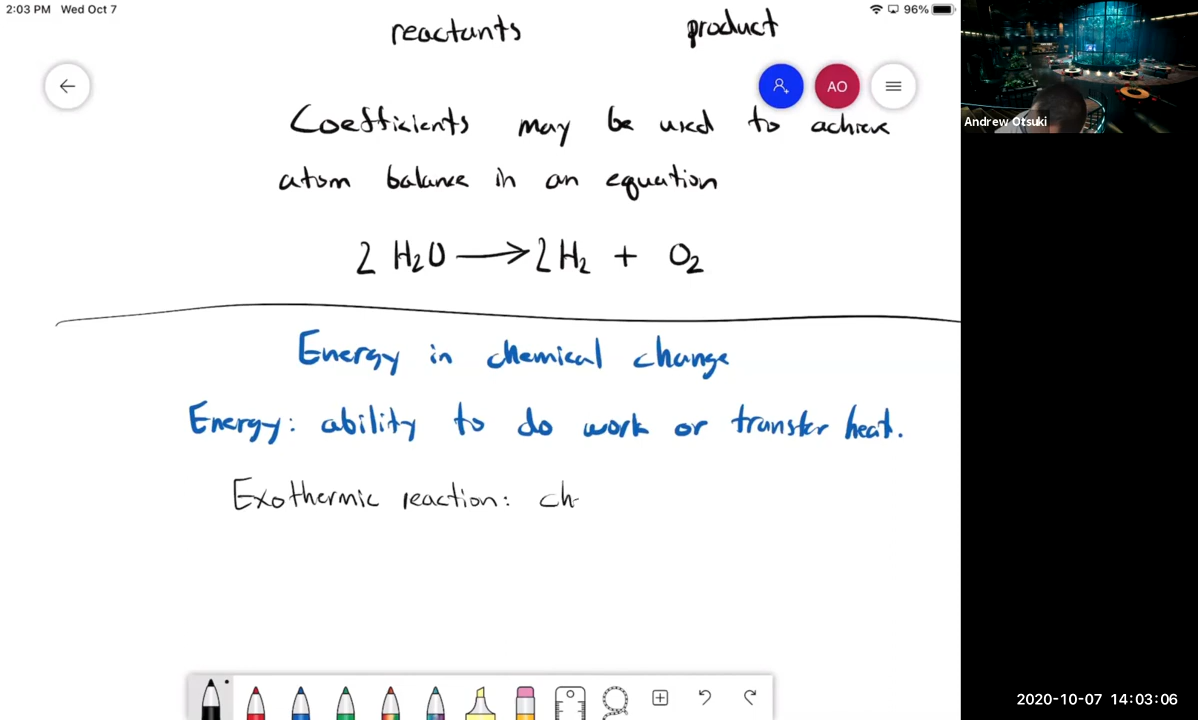 2:03 PM Wed Oct 7
96%
reactants product
AO
Coefficients may be used to achieve
atom balance in an equation
2 H₂O → 2 H₂ + O₂
Energy in chemical change
Energy: ability to do work or transfer heat.
Exothermic reaction: ch
Andrew Otsuki
2020-10-07 14:03:06